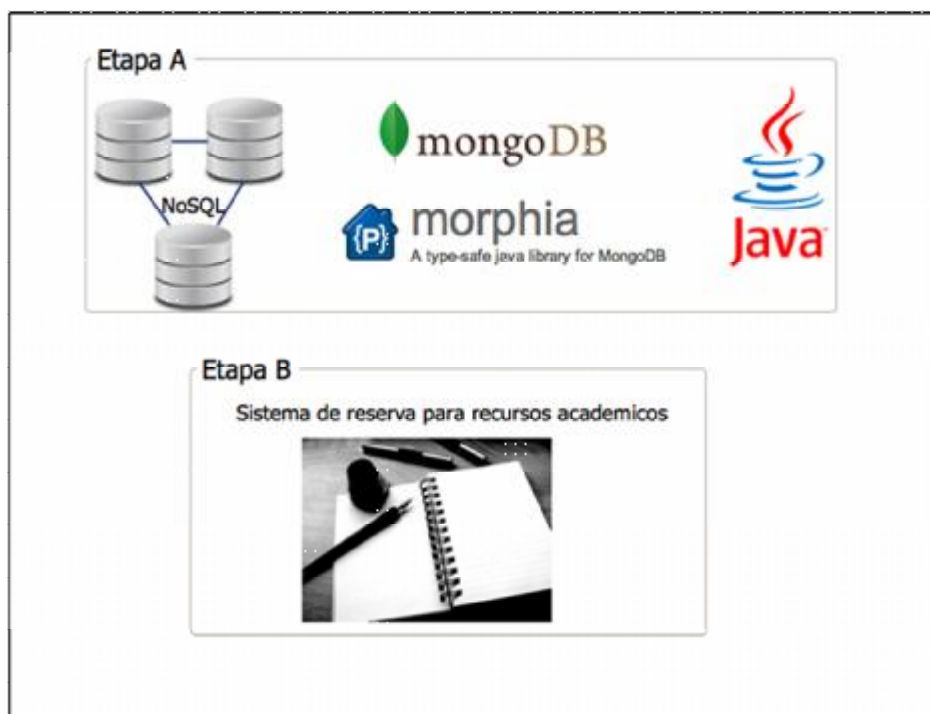 Etapa A
mongoDB
NoSQL
morphia
{P}
A type-safe java library for MongoDB
Java
Etapa B
Sistema de reserva para recursos academicos